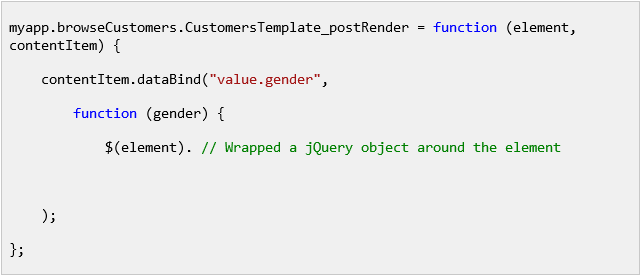 myapp.browseCustomers.CustomersTemplate_postRender = function (element,
contentItem) {
    contentItem.dataBind("value.gender",
        function (gender) {
            $(element). // Wrapped a jQuery object around the element
    );
};